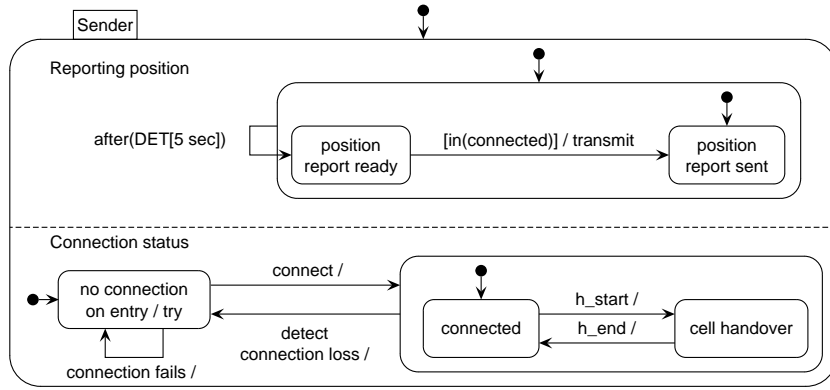 Sender
Reporting position
after(DET[5 sec])
position
report ready
[in(connected)] / transmit
position
report sent
Connection status
no connection
on entry / try
connect /
detect
connection loss /
connection fails /
connected
h_start /
h_end /
cell handover